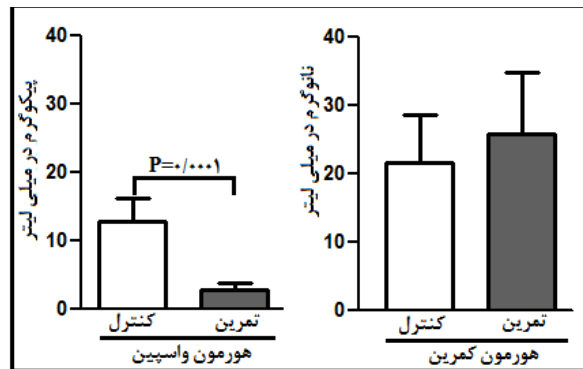 پیکوگرم در میلی لیتر
40
30
20
10
0
P=۰/۰۰۰۱
کنترل
تمرین
هورمون واسپین
نانوگرم در میلی لیتر
40
30
20
10
0
کنترل
تمرین
هورمون کمرین